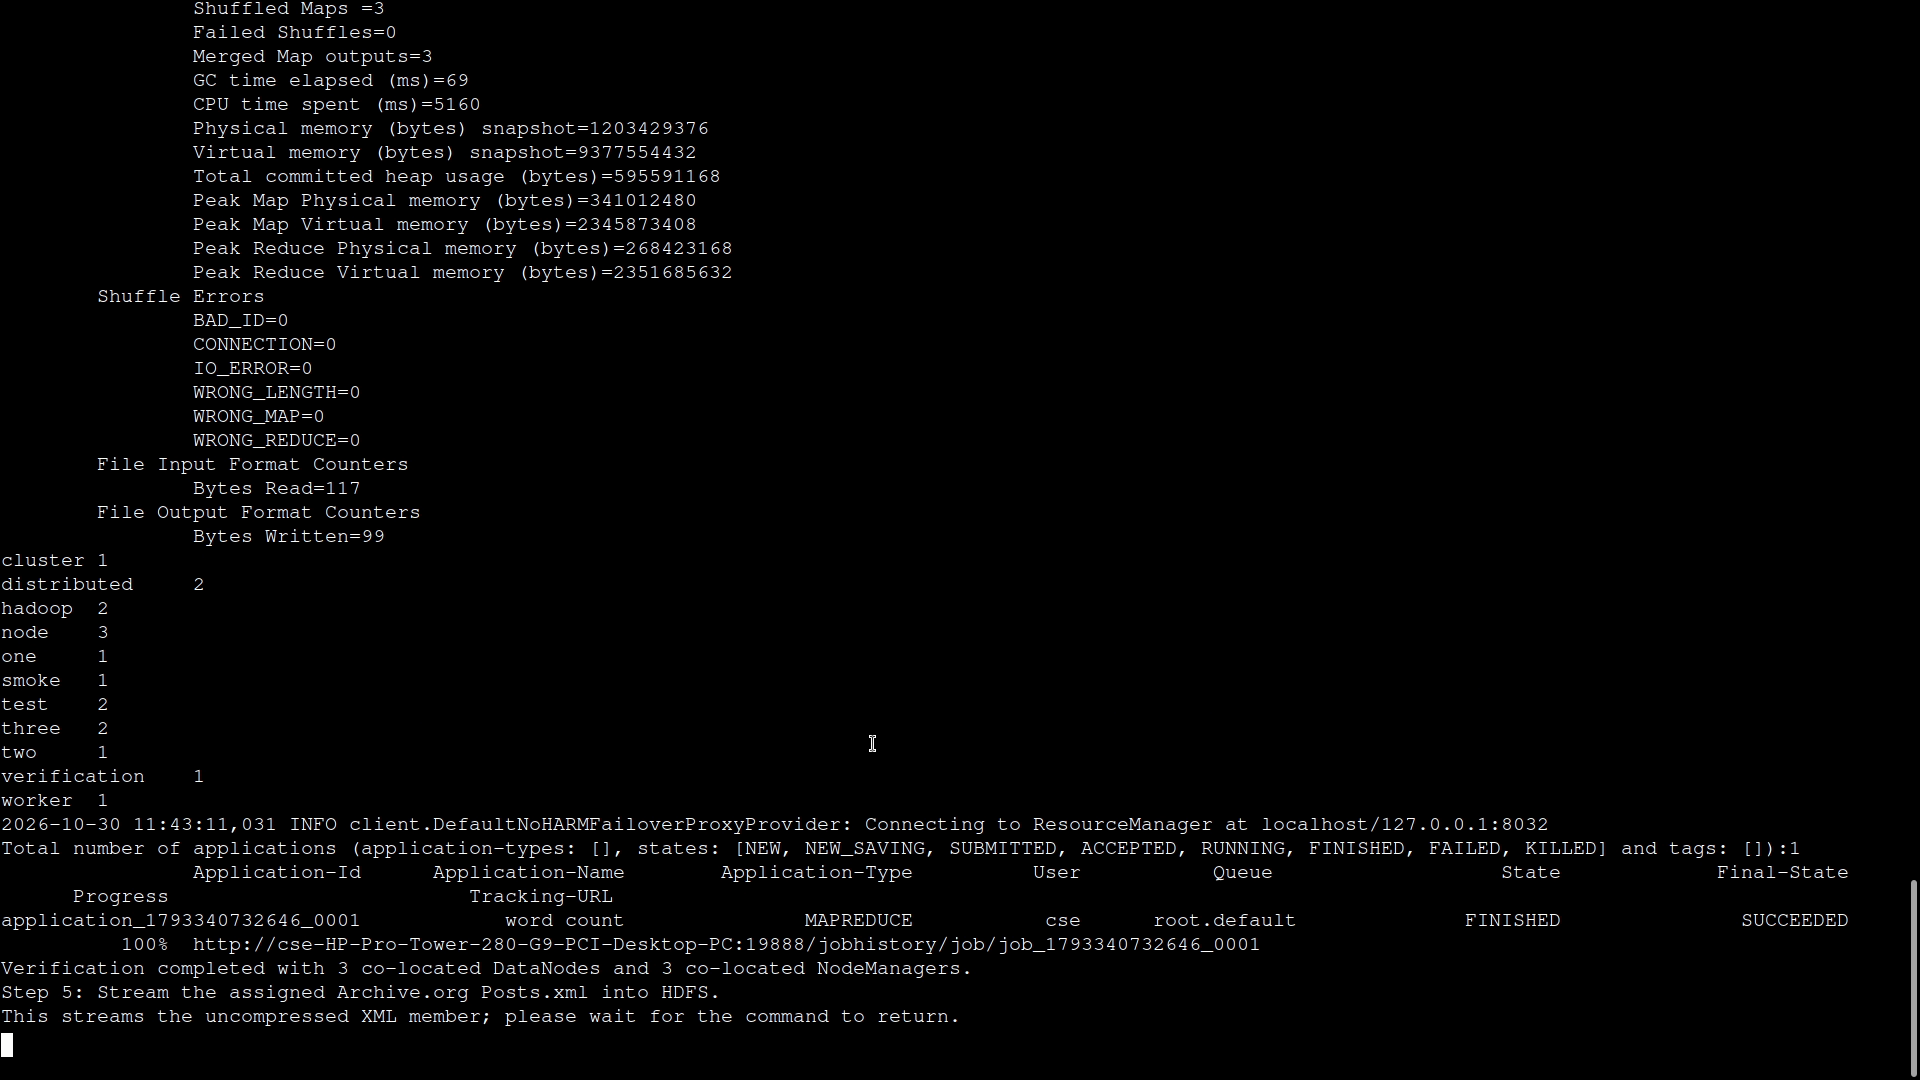 Shuffled Maps =3
Failed Shuffles=0
Merged Map outputs=3
GC time elapsed (ms)=69
CPU time spent (ms)=5160
Physical memory (bytes) snapshot=1203429376
Virtual memory (bytes) snapshot=9377554432
Total committed heap usage (bytes)=595591168
Peak Map Physical memory (bytes)=341012480
Peak Map Virtual memory (bytes)=2345873408
Peak Reduce Physical memory (bytes)=268423168
Peak Reduce Virtual memory (bytes)=2351685632
Shuffle Errors
BAD_ID=0
CONNECTION=0
IO_ERROR=0
WRONG_LENGTH=0
WRONG_MAP=0
WRONG_REDUCE=0
File Input Format Counters
Bytes Read=117
File Output Format Counters
Bytes Written=99
cluster 1
distributed 2
hadoop 2
node 3
one 1
smoke 1
test 2
three 2
two 1
verification 1
worker 1
2026-10-30 11:43:11,031 INFO client.DefaultNoHARMFailoverProxyProvider: Connecting to ResourceManager at localhost/127.0.0.1:8032
Total number of applications (application-types: [], states: [NEW, NEW_SAVING, SUBMITTED, ACCEPTED, RUNNING, FINISHED, FAILED, KILLED] and tags: []):1
Application-Id Application-Name Application-Type User Queue State Final-State
Progress Tracking-URL
application_1793340732646_0001 word count MAPREDUCE cse root.default FINISHED SUCCEEDED
100% http://cse-HP-Pro-Tower-280-G9-PCI-Desktop-PC:19888/jobhistory/job/job_1793340732646_0001
Verification completed with 3 co-located DataNodes and 3 co-located NodeManagers.
Step 5: Stream the assigned Archive.org Posts.xml into HDFS.
This streams the uncompressed XML member; please wait for the command to return.